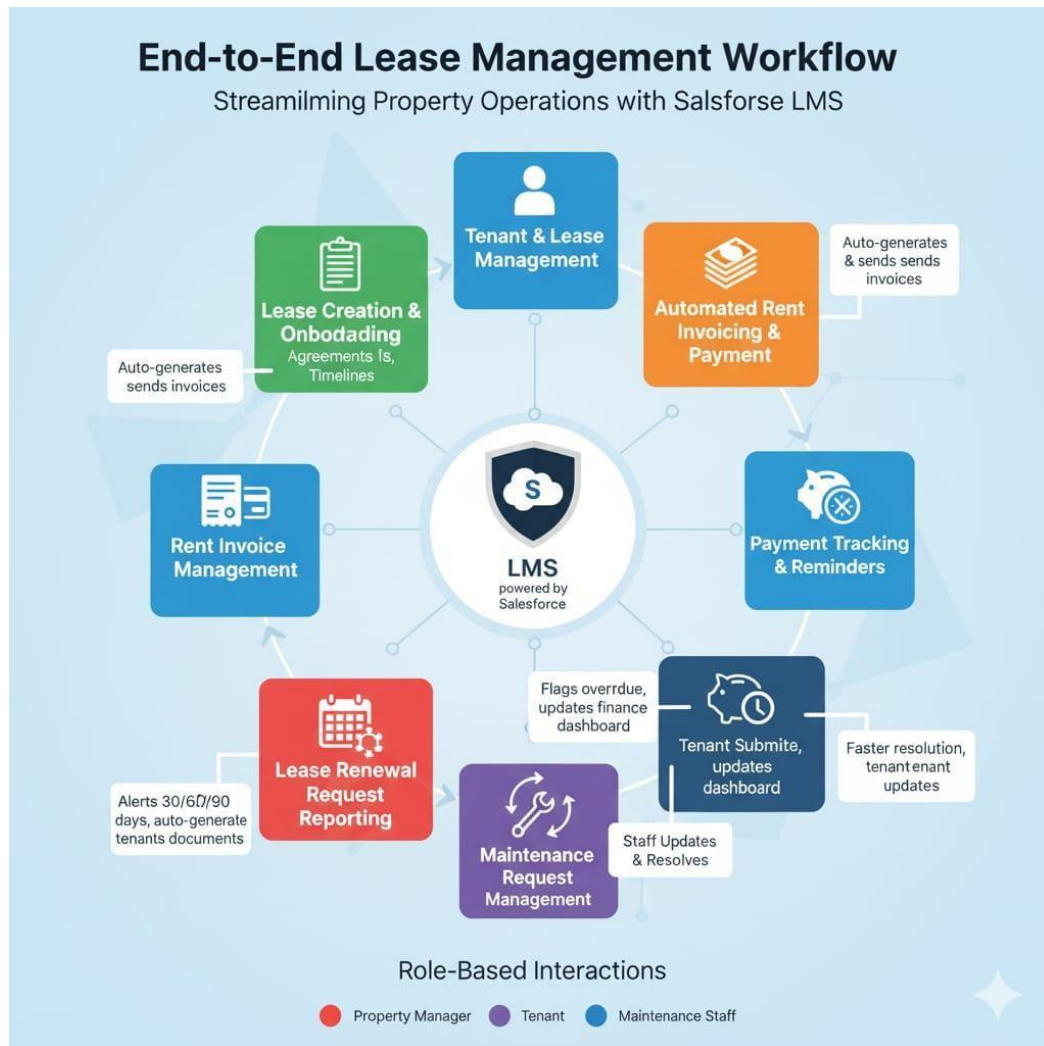 End-to-End Lease Management Workflow
Streamilming Property Operations with Salsforse LMS
Tenant & Lease
Management
Lease Creation &
Onbodading
Agreements 1s,
Timelines
Automated Rent
Invoicing &
Payment
Auto-generates
& sends sends
invoices
Auto-generates
sends invoices
Rent Invoice
Management
S
LMS
powered by
Salesforce
Payment Tracking
& Reminders
Flags overrdue,
updates finance
dashboard
Tenant Submite,
updates
dashboard
Faster resolution,
tenant enant
updates
Lease Renewal
Request
Reporting
Alerts 30/60/90
days, auto-generate
tenants documents
Maintenance
Request
Management
Staff Updates
& Resolves
Role-Based Interactions
Property Manager
Tenant
Maintenance Staff